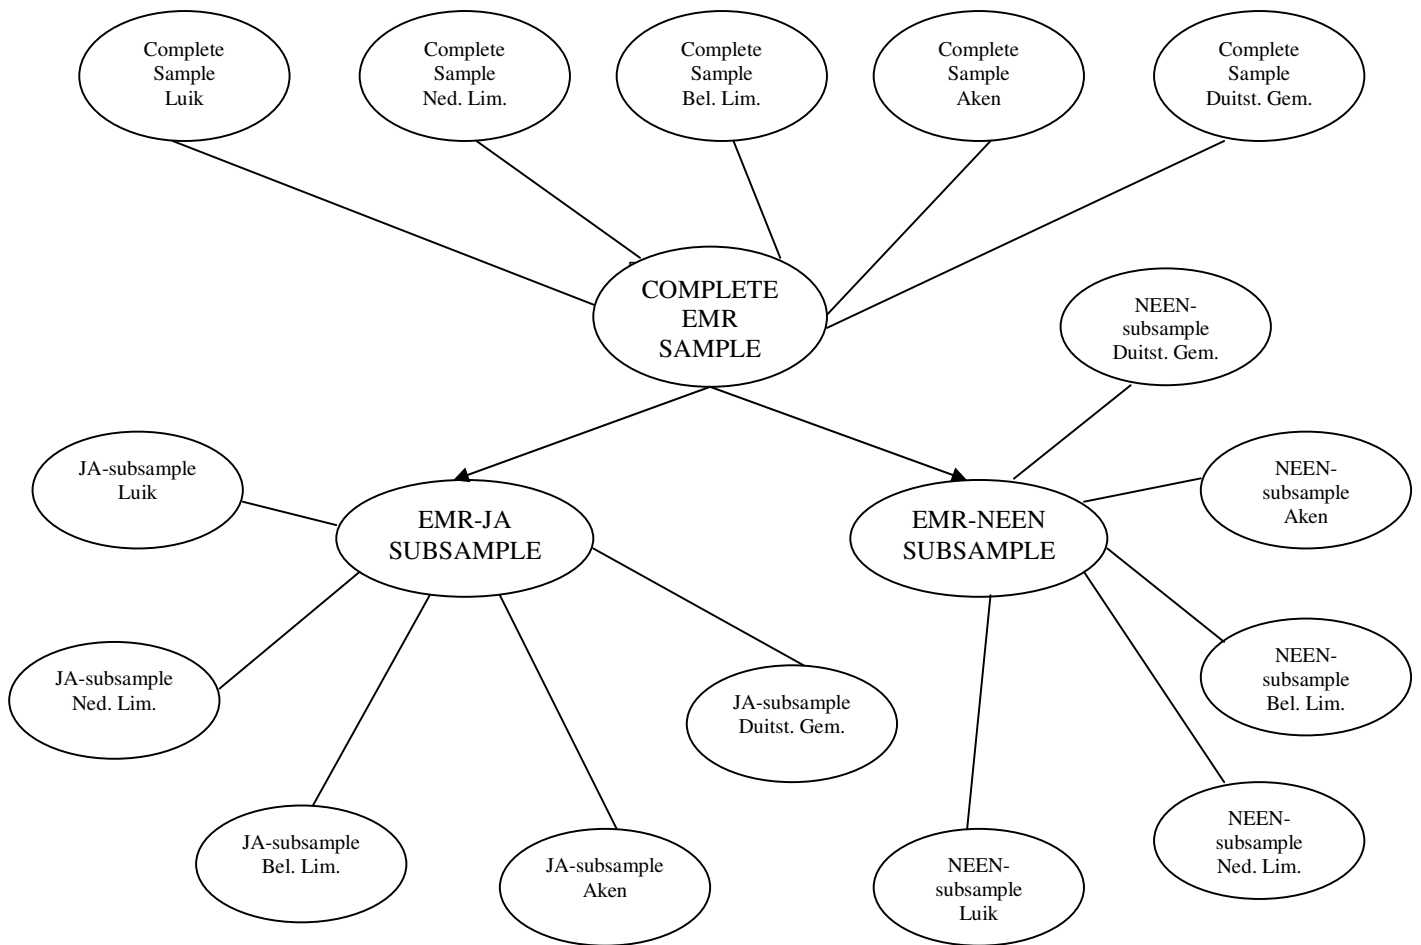 Complete
Sample
Luik
Complete
Sample
Ned. Lim.
Complete
Sample
Bel. Lim.
Complete
Sample
Aken
Complete
Sample
Duitst. Gem.
COMPLETE
EMR
SAMPLE
NEEN-
subsample
Duitst. Gem.
JA-subsample
Luik
EMR-JA
SUBSAMPLE
EMR-NEEN
SUBSAMPLE
NEEN-
subsample
Aken
JA-subsample
Ned. Lim.
JA-subsample
Duitst. Gem.
NEEN-
subsample
Bel. Lim.
JA-subsample
Bel. Lim.
JA-subsample
Aken
NEEN-
subsample
Luik
NEEN-
subsample
Ned. Lim.